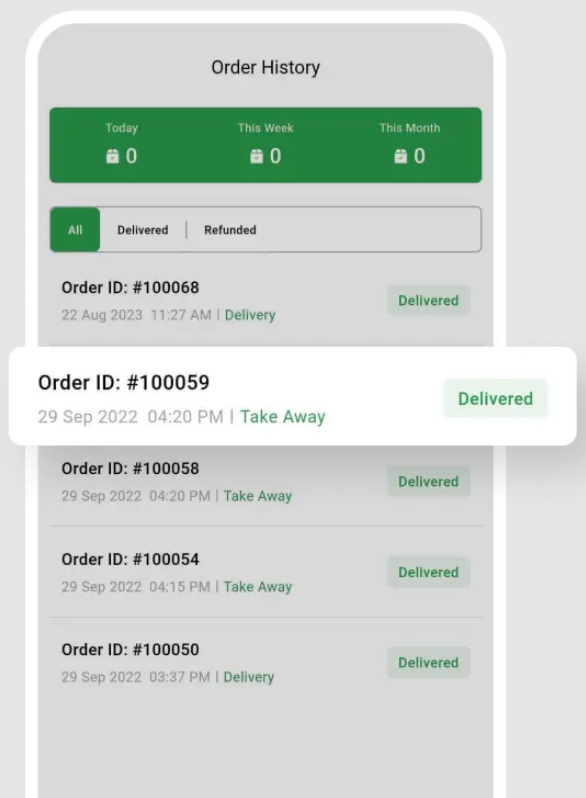 Order History
Today This Week This Month
0 0 0
All Delivered | Refunded
Order ID: #100068
Delivered
22 Aug 2023 11:27 AM | Delivery
Order ID: #100059
Delivered
29 Sep 2022 04:20 PM | Take Away
Order ID: #100058
Delivered
29 Sep 2022 04:20 PM | Take Away
Order ID: #100054
Delivered
29 Sep 2022 04:15 PM | Take Away
Order ID: #100050
Delivered
29 Sep 2022 03:37 PM | Delivery